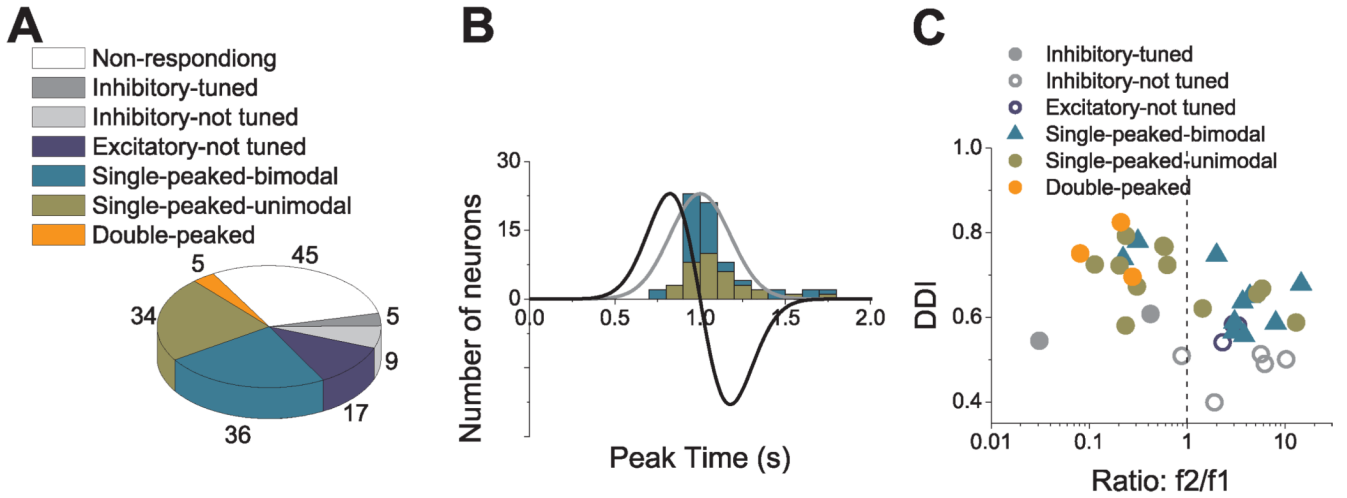 A
Non-respondiong
Inhibitory-tuned
Inhibitory-not tuned
Excitatory-not tuned
Single-peaked-bimodal
Single-peaked-unimodal
Double-peaked
5
45
34
5
9
17
36
B
30
15
0
0.0
0.5
1.0
1.5
2.0
Number of neurons
Peak Time (s)
C
Inhibitory-tuned
Inhibitory-not tuned
Excitatory-not tuned
Single-peaked-bimodal
Single-peaked-unimodal
Double-peaked
1.0
0.8
0.6
0.4
DDI
0.01
0.1
1
10
Ratio: f2/f1